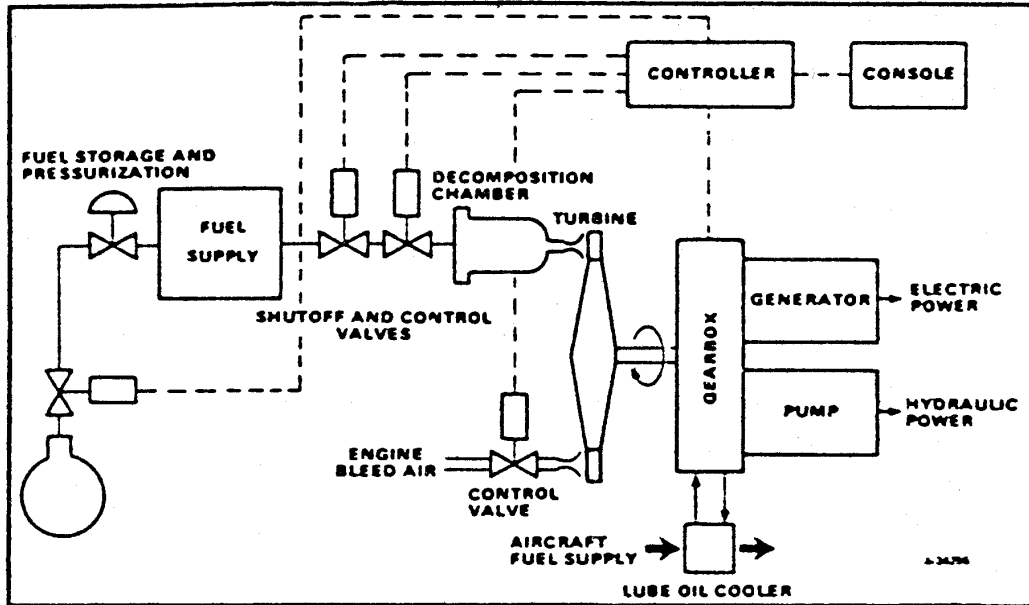 CONTROLLER
CONSOLE
FUEL STORAGE AND
PRESSURIZATION
DECOMPOSITION
CHAMBER
TURBINE
FUEL
SUPPLY
SHUTOFF AND CONTROL
VALVES
GEARBOX
GENERATOR
ELECTRIC
POWER
PUMP
HYDRAULIC
POWER
ENGINE
BLEED AIR
CONTROL
VALVE
AIRCRAFT
FUEL SUPPLY
LUBE OIL COOLER